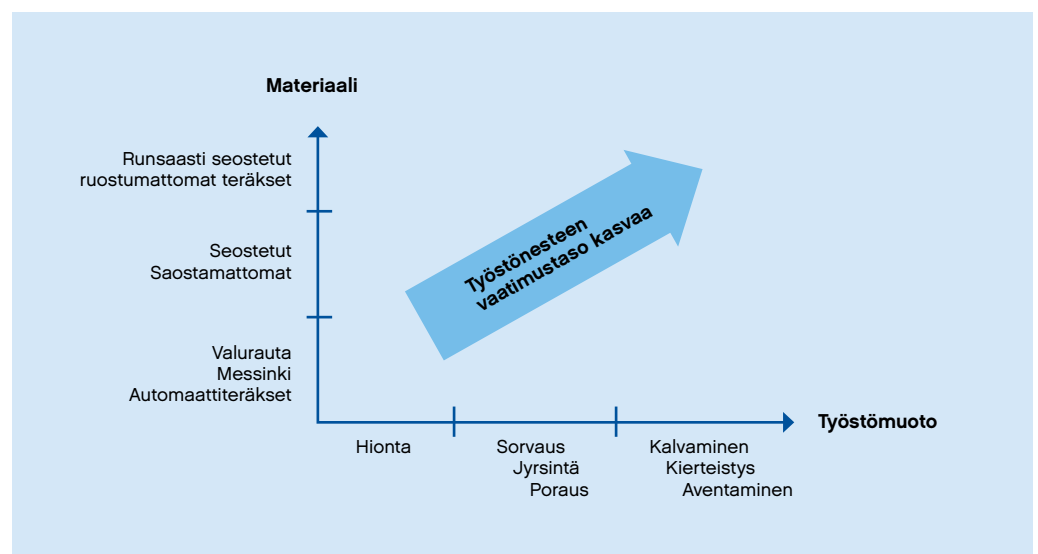 Materiaali
Runsaasti seostetut
ruostumattomat teräkset
Seostetut
Saostamattomat
Valurauta
Messinki
Automaattiteräkset
Työstönesteen
vaatimustaso kasvaa
Työstömuoto
Hionta
Sorvaus
Jyrsintä
Poraus
Kalvaminen
Kierteistys
Aventaminen